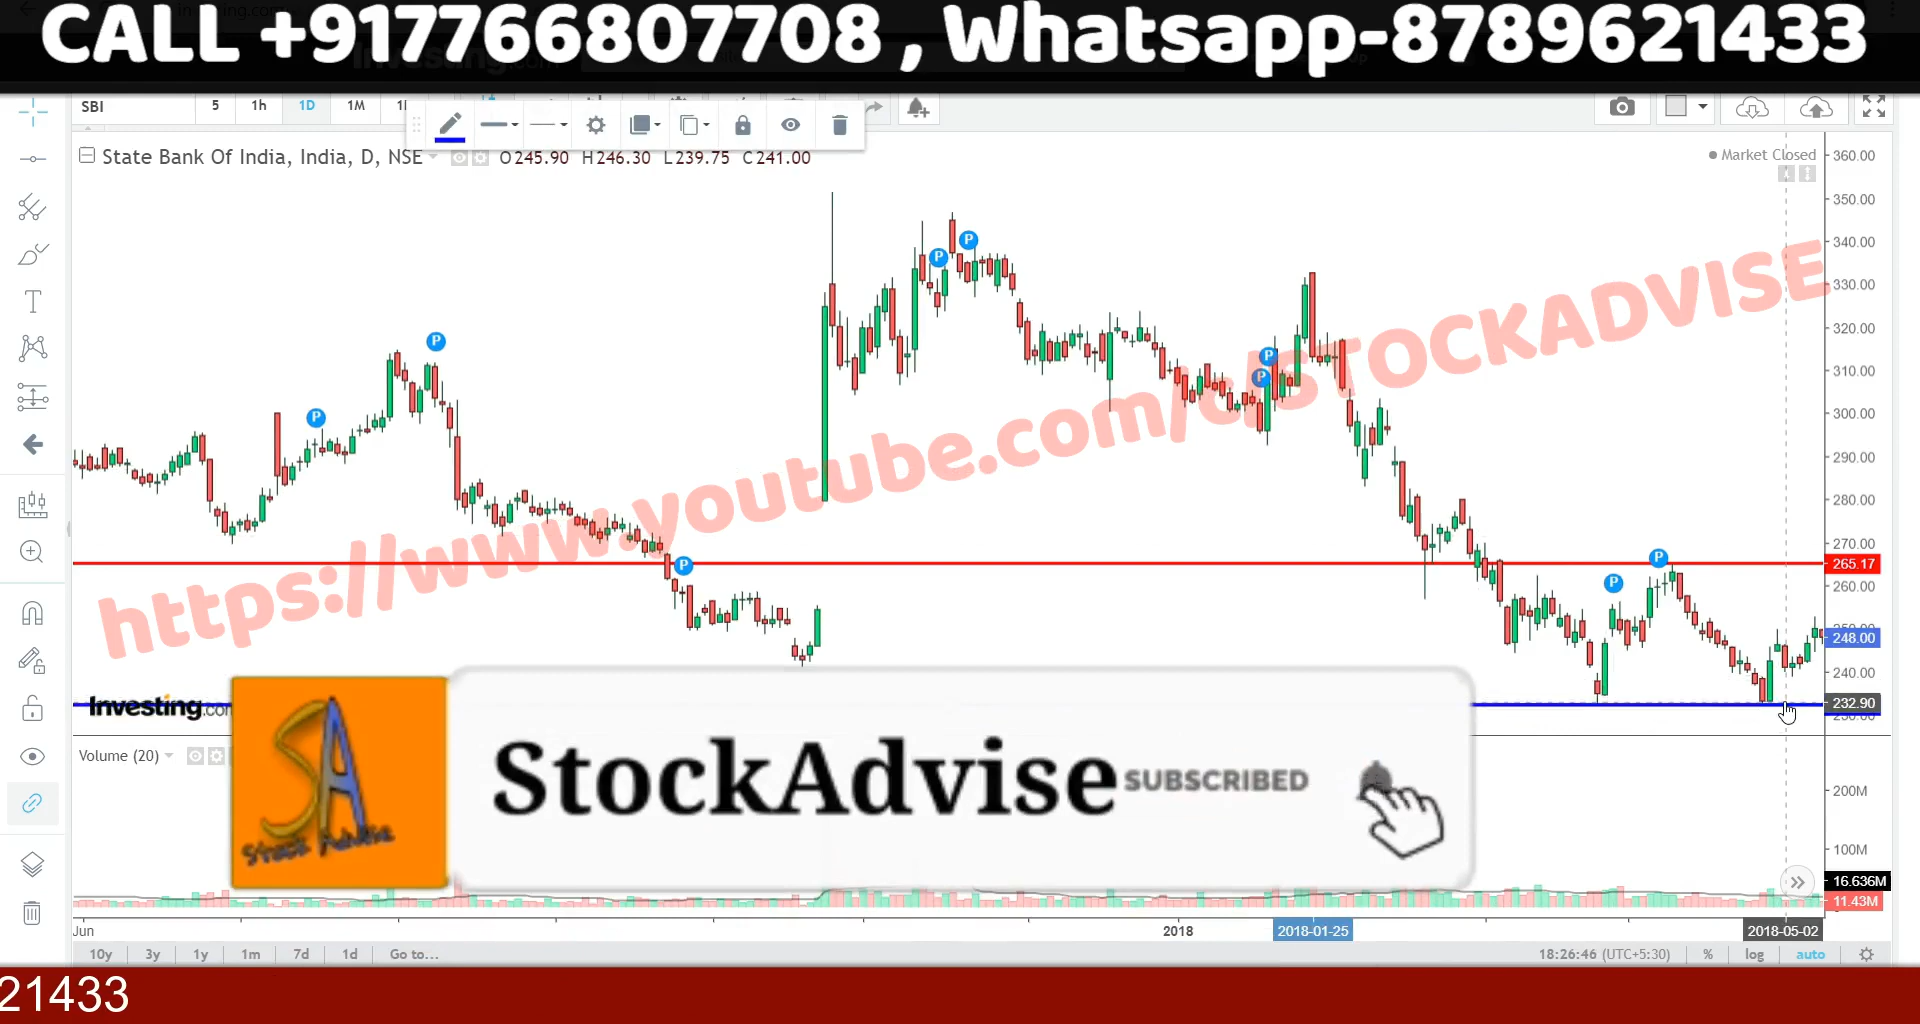 CALL +917766807708 , Whatsapp-8789621433
SBI 5 1h 1D 1M
State Bank Of India, India, D, NSE O245.90 H246.30 L239.75 C241.00
Market Closed
360.00
350.00
340.00
330.00
320.00
310.00
300.00
290.00
280.00
270.00
265.17
260.00
248.00
240.00
232.90
P
P
P
P
P
P
P
P
P
https://www.youtube.com/c/STOCKADVISE
Investing.com
Volume (20)
SA
Stock Advise
StockAdvise SUBSCRIBED
200M
100M
16.636M
11.43M
Jun 2018 2018-01-25 2018-05-02
10y 3y 1y 1m 7d 1d Go to... 18:26:46 (UTC+5:30) % log auto
21433